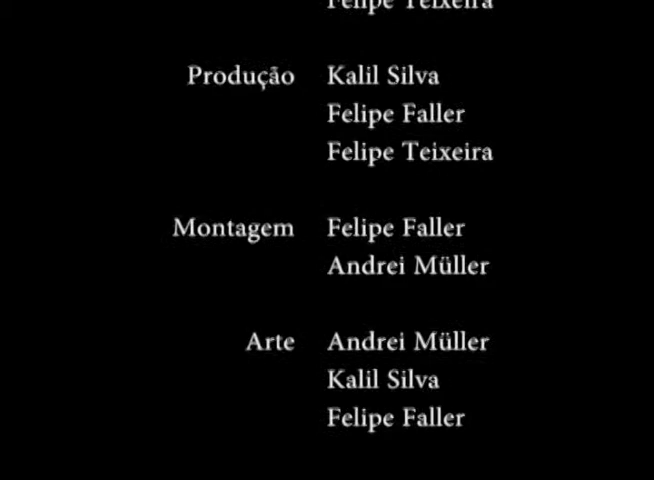 Felipe Teixeira
Produção Kalil Silva
Felipe Faller
Felipe Teixeira
Montagem Felipe Faller
Andrei Müller
Arte Andrei Müller
Kalil Silva
Felipe Faller